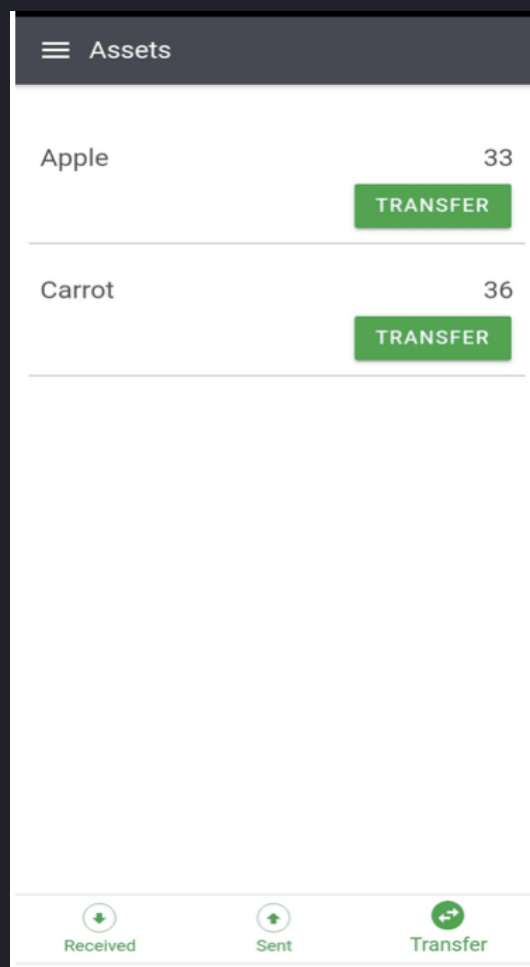 Assets
Apple 33
TRANSFER
Carrot 36
TRANSFER
Received Sent Transfer